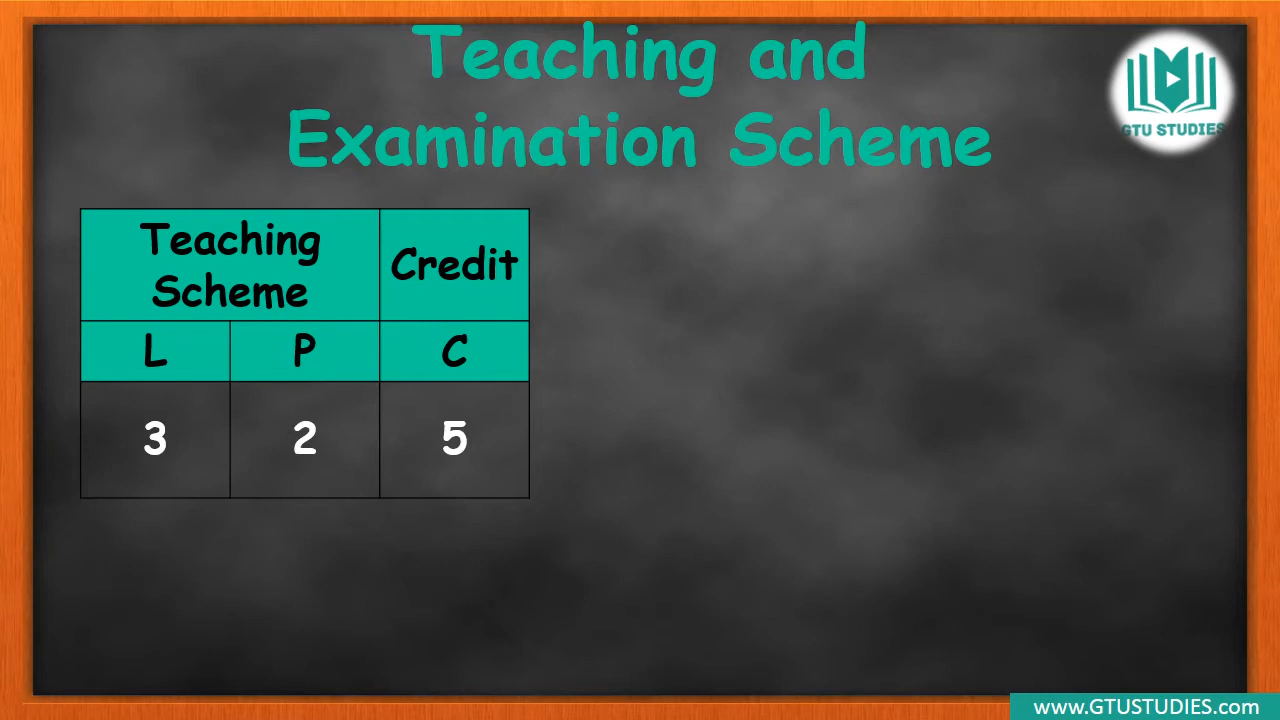 Teaching and
Examination Scheme
GTU STUDIES
Teaching
Scheme
Credit
L P C
3 2 5
www.GTUSTUDIES.com